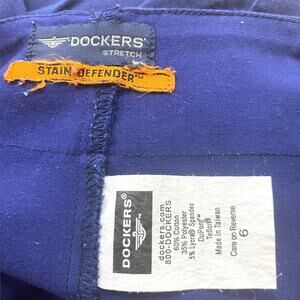 DOCKERS®
STRETCH
STAIN DEFENDER™
DOCKERS®
dockers.com
800-DOCKERS
60% Cotton
35% Polyester
5% Lycra® Spandex
DuPont™
Teflon®
Made in Taiwan
Care on Reverse
6